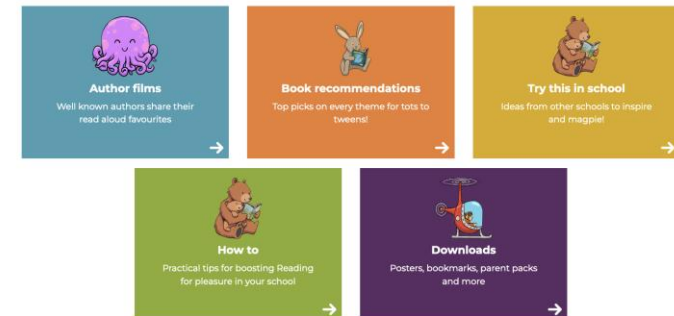 Author films
Well known authors share their
read aloud favourites
Book recommendations
Top picks on every theme for tots to
tweens!
Try this in school
Ideas from other schools to inspire
and magpie!
How to
Practical tips for boosting Reading
for pleasure in your school
Downloads
Posters, bookmarks, parent packs
and more